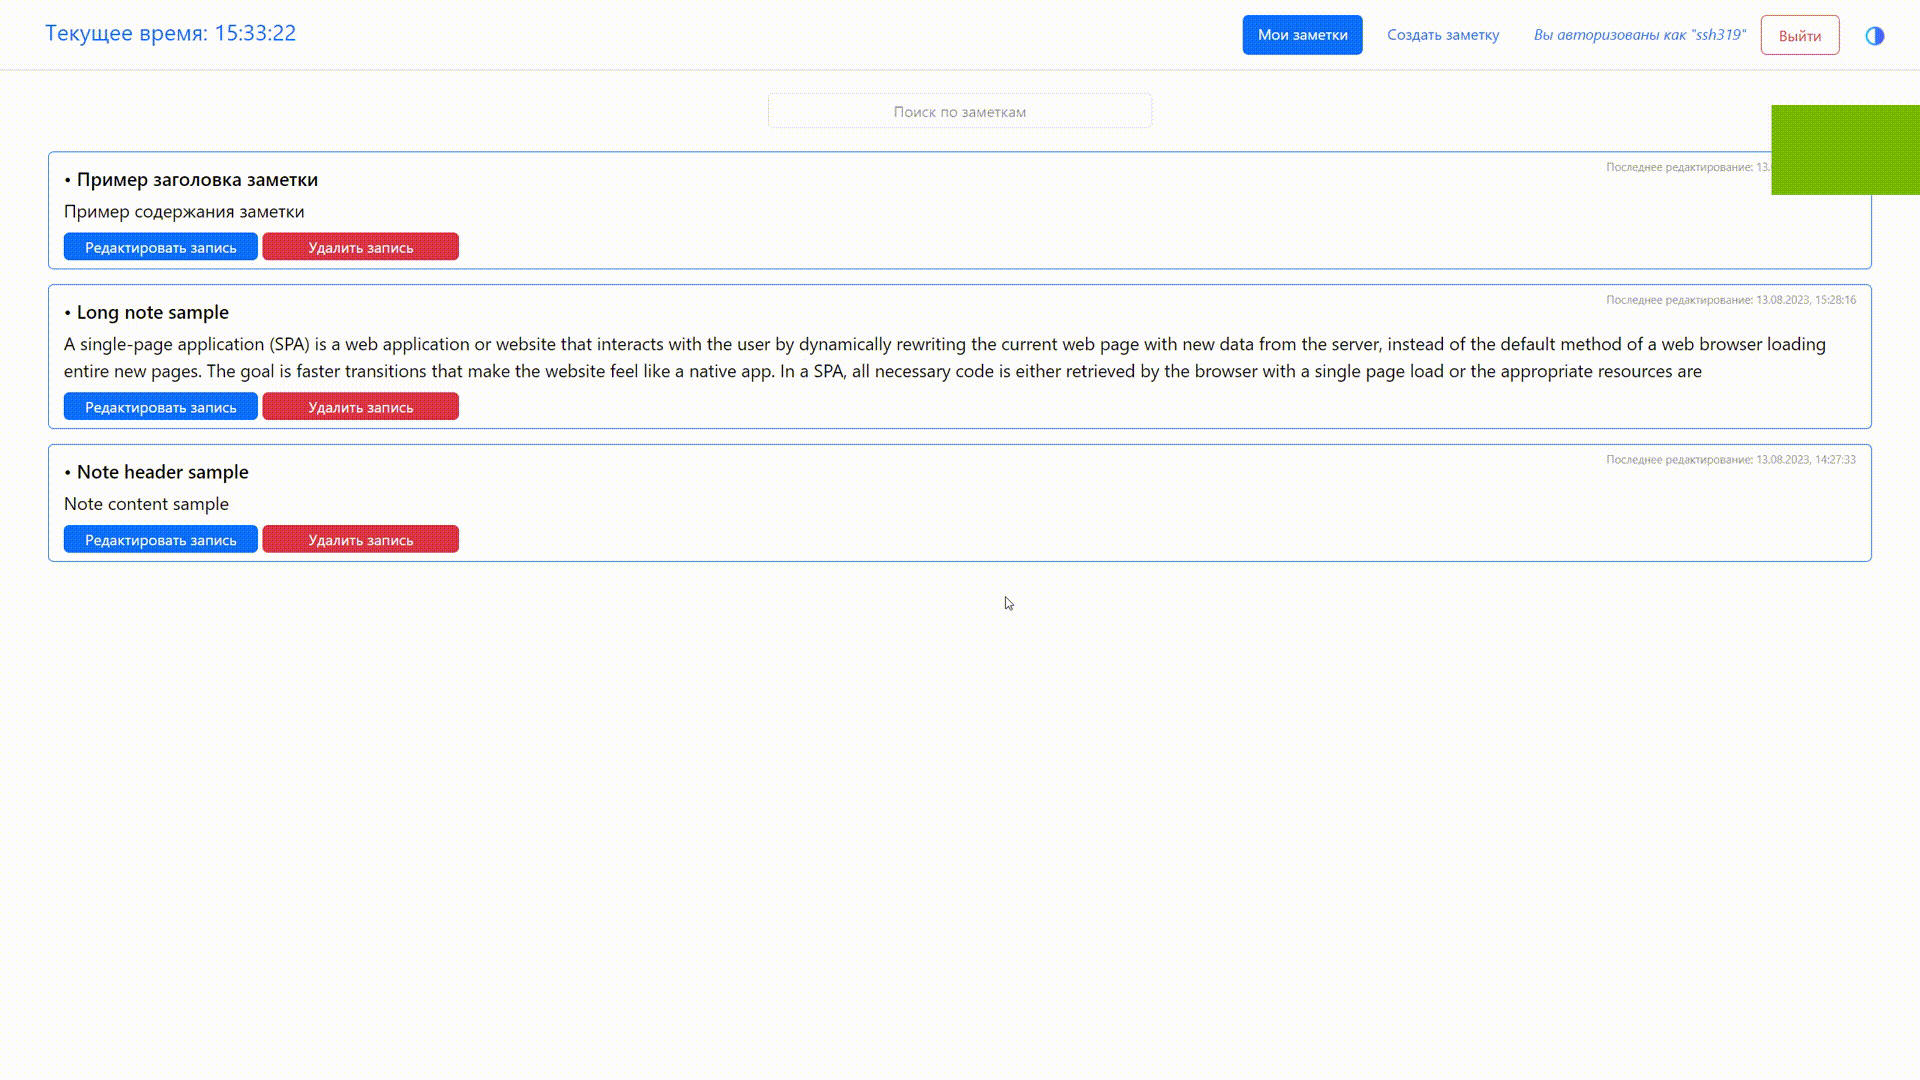 Текущее время: 15:33:22
Мои заметки
Создать заметку
Вы авторизованы как "ssh319"
Выйти
Поиск по заметкам
• Пример заголовка заметки
Последнее редактирование: 13.
Пример содержания заметки
Редактировать запись
Удалить запись
• Long note sample
Последнее редактирование: 13.08.2023, 15:28:16
A single-page application (SPA) is a web application or website that interacts with the user by dynamically rewriting the current web page with new data from the server, instead of the default method of a web browser loading
entire new pages. The goal is faster transitions that make the website feel like a native app. In a SPA, all necessary code is either retrieved by the browser with a single page load or the appropriate resources are
Редактировать запись
Удалить запись
• Note header sample
Последнее редактирование: 13.08.2023, 14:27:33
Note content sample
Редактировать запись
Удалить запись